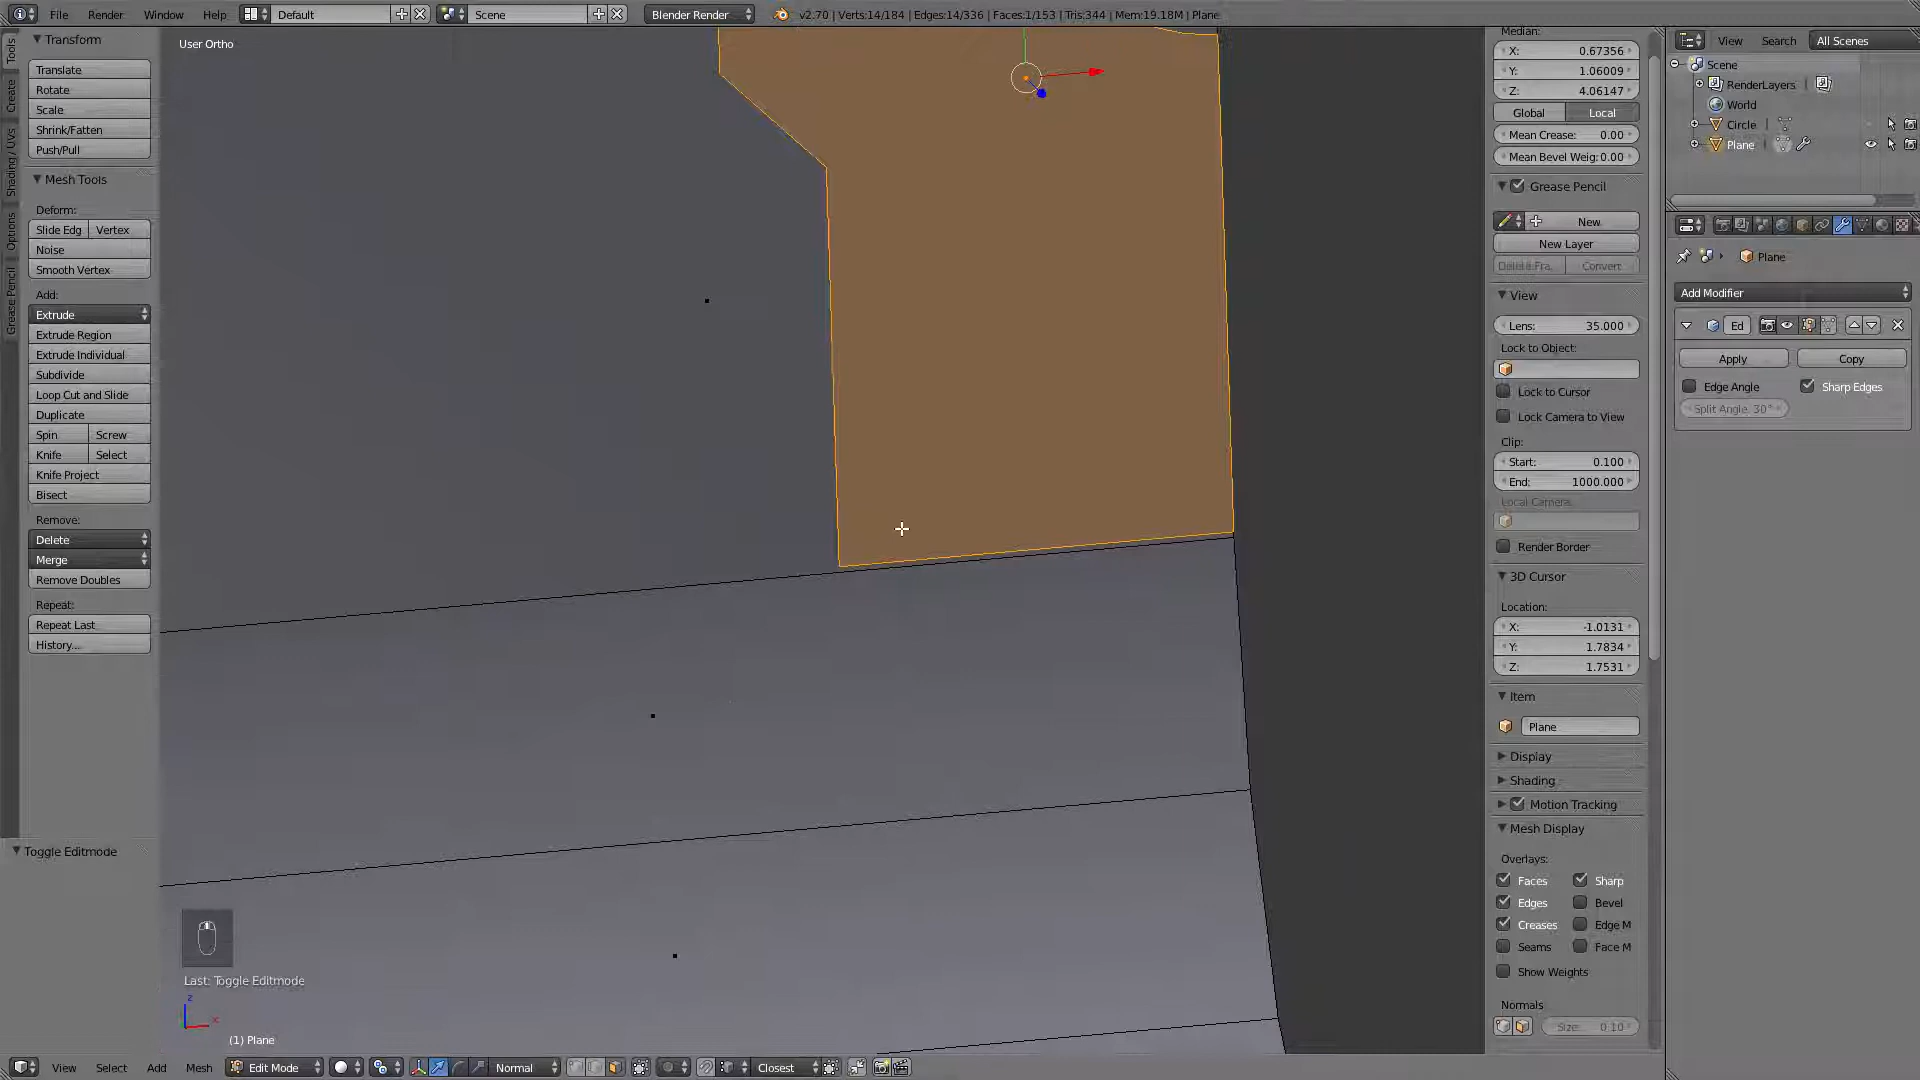 File Render Window Help Default Scene Blender Render v2.70 | Verts:14/184 | Edges:14/336 | Faces:1/153 | Tris:344 | Mem:19.18M | Plane
Tools
Create
Shading / UVs
Options
Grease Pencil
Transform
Translate
Rotate
Scale
Shrink/Fatten
Push/Pull
Mesh Tools
Deform:
Slide Edg Vertex
Noise
Smooth Vertex
Add:
Extrude
Extrude Region
Extrude Individual
Subdivide
Loop Cut and Slide
Duplicate
Spin Screw
Knife Select
Knife Project
Bisect
Remove:
Delete
Merge
Remove Doubles
Repeat:
Repeat Last
History...
Toggle Editmode
User Ortho
Last: Toggle Editmode
z
x
(1) Plane
View Select Add Mesh Edit Mode Normal Closest
Median:
X: 0.67356
Y: 1.06009
Z: 4.06147
Global Local
Mean Crease: 0.00
Mean Bevel Weig: 0.00
Grease Pencil
New
New Layer
Delete Fra. Convert
View
Lens: 35.000
Lock to Object:
Lock to Cursor
Lock Camera to View
Clip:
Start: 0.100
End: 1000.000
Local Camera:
Render Border
3D Cursor
Location:
X: -1.0131
Y: 1.7834
Z: 1.7531
Item
Plane
Display
Shading
Motion Tracking
Mesh Display
Overlays:
Faces Sharp
Edges Bevel
Creases Edge M
Seams Face M
Show Weights
Normals
Size: 0.10
View Search All Scenes
Scene
RenderLayers |
World
Circle |
Plane |
Plane
Add Modifier
Ed
Apply Copy
Edge Angle Sharp Edges
Split Angle: 30°